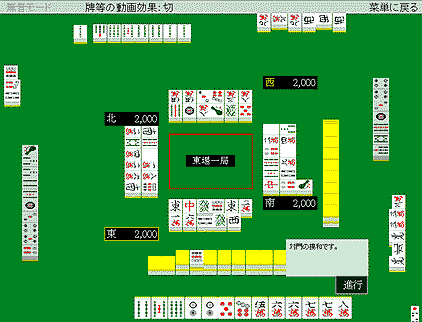 無音モード 牌等の動画効果:切 菜単に戻る
西 2,000
北 2,000
東場一局
南 2,000
東 2,000
対門の摸和です。
進行